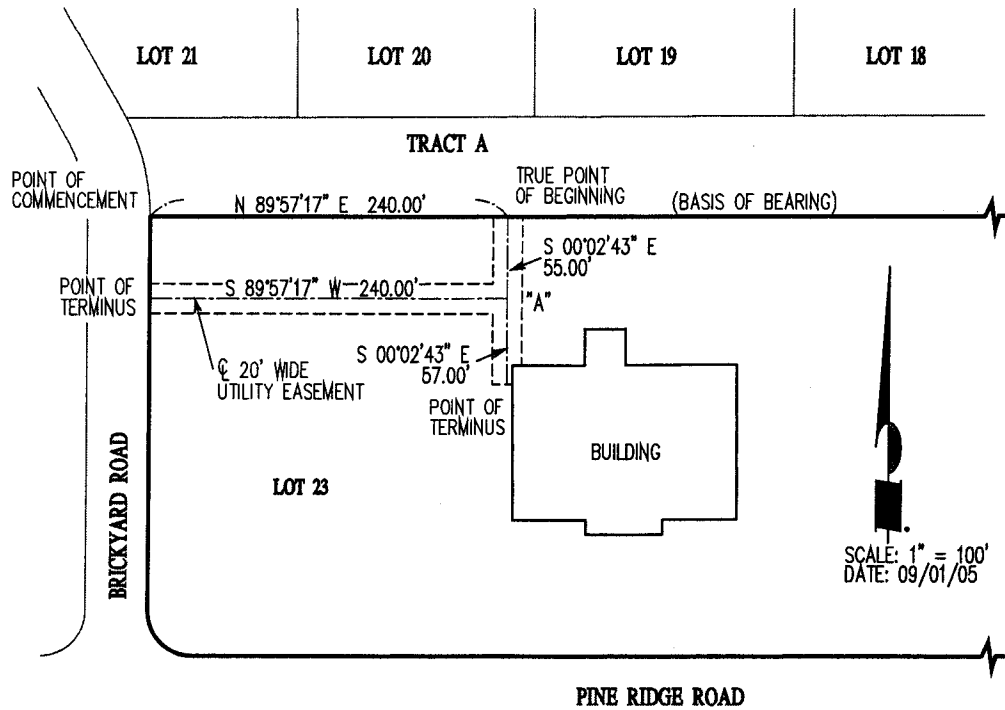 LOT 21
LOT 20
LOT 19
LOT 18
TRACT A
POINT OF
COMMENCEMENT
TRUE POINT
OF BEGINNING
N 89°57'17" E 240.00'
(BASIS OF BEARING)
S 00°02'43" E
55.00'
POINT OF
TERMINUS
S 89°57'17" W 240.00'
"A"
S 00°02'43" E
57.00'
℄ 20' WIDE
UTILITY EASEMENT
POINT OF
TERMINUS
BUILDING
LOT 23
BRICKYARD ROAD
SCALE: 1" = 100'
DATE: 09/01/05
PINE RIDGE ROAD